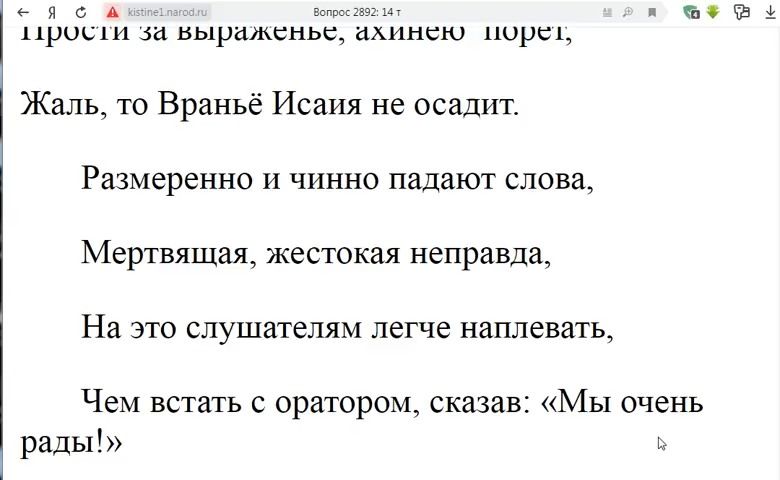 kistine1.narod.ru
Вопрос 2892: 14 т
4
Прости за выраженье, ахинею порет,
Жаль, то Враньё Исаия не осадит.
Размеренно и чинно падают слова,
Мертвящая, жестокая неправда,
На это слушателям легче наплевать,
Чем встать с оратором, сказав: «Мы очень
рады!»